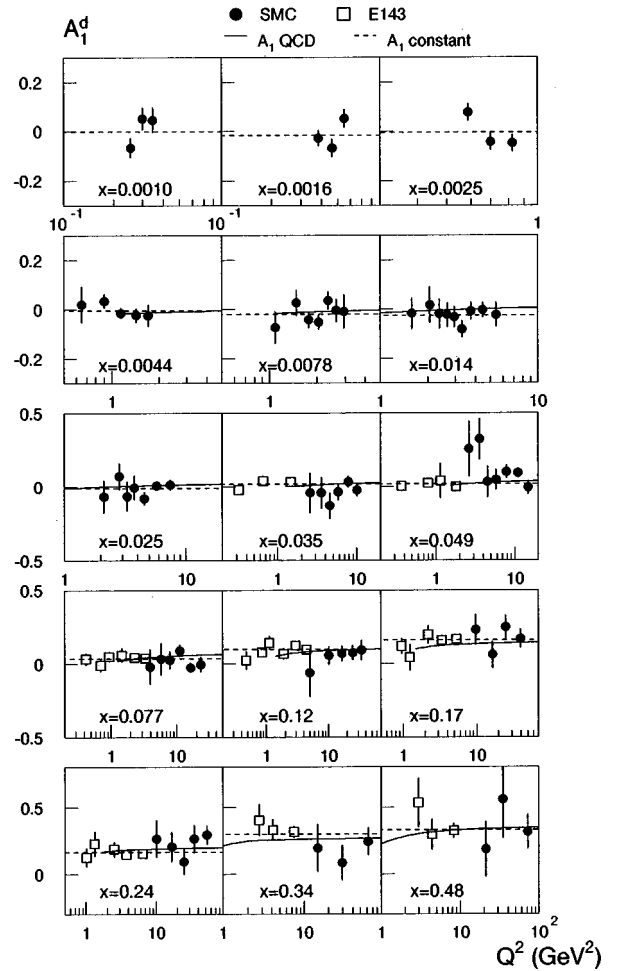 A₁ᵈ
SMC E143
A₁ QCD A₁ constant
0.2
0
-0.2
x=0.0010 x=0.0016 x=0.0025
10⁻¹ 10⁻¹ 1
0.2
0
-0.2
x=0.0044 x=0.0078 x=0.014
1 1 10
0.5
0
-0.5
x=0.025 x=0.035 x=0.049
1 10 1 10 1 10
0.5
0
-0.5
x=0.077 x=0.12 x=0.17
1 10 1 10 1 10
0.5
0
x=0.24 x=0.34 x=0.48
1 10 1 10 1 10 10²
Q² (GeV²)